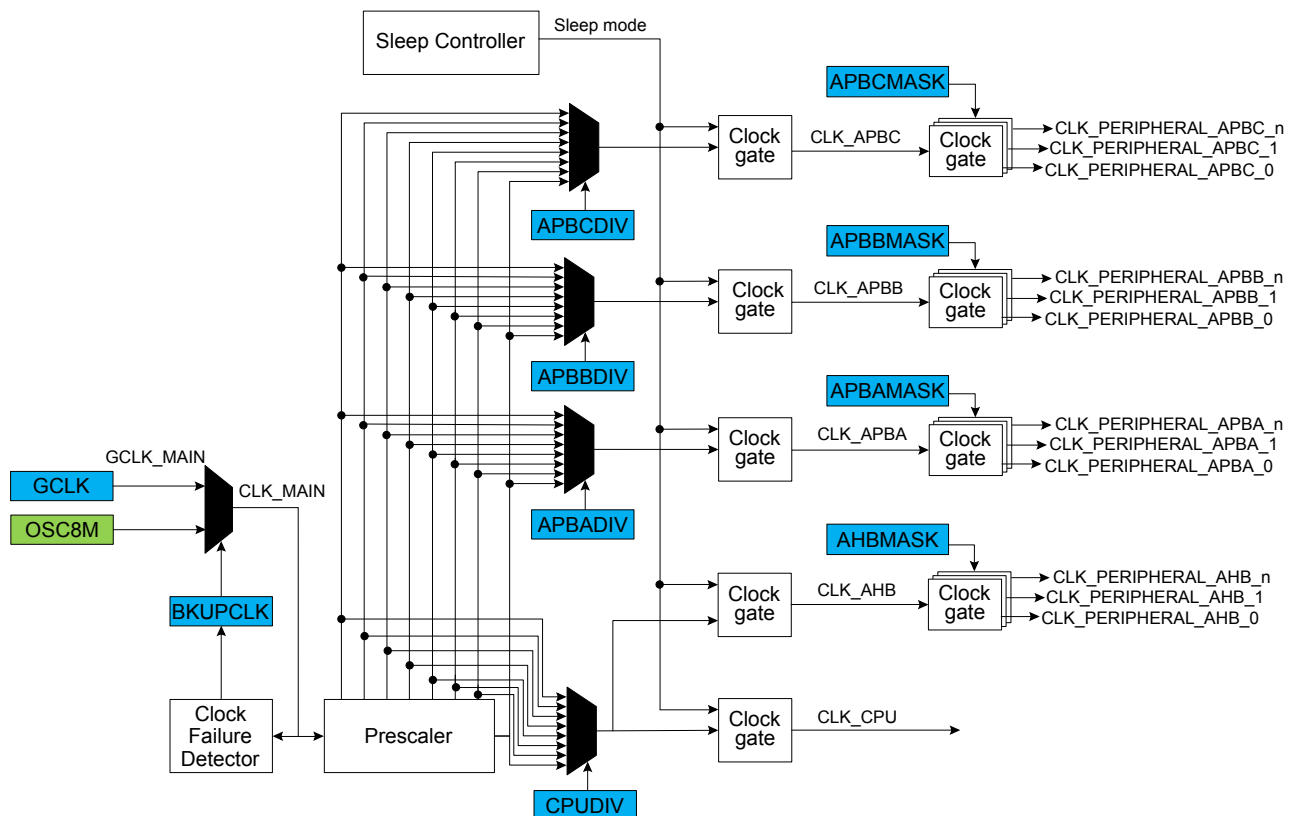 Sleep Controller
Sleep mode
APBCMASK
Clock
gate
CLK_APBC
Clock
gate
CLK_PERIPHERAL_APBC_n
CLK_PERIPHERAL_APBC_1
CLK_PERIPHERAL_APBC_0
APBCDIV
APBBMASK
Clock
gate
CLK_APBB
Clock
gate
CLK_PERIPHERAL_APBB_n
CLK_PERIPHERAL_APBB_1
CLK_PERIPHERAL_APBB_0
APBBDIV
APBAMASK
Clock
gate
CLK_APBA
Clock
gate
CLK_PERIPHERAL_APBA_n
CLK_PERIPHERAL_APBA_1
CLK_PERIPHERAL_APBA_0
GCLK_MAIN
GCLK
CLK_MAIN
OSC8M
APBADIV
AHBMASK
Clock
gate
CLK_AHB
Clock
gate
CLK_PERIPHERAL_AHB_n
CLK_PERIPHERAL_AHB_1
CLK_PERIPHERAL_AHB_0
BKUPCLK
Clock
Failure
Detector
Prescaler
Clock
gate
CLK_CPU
CPUDIV